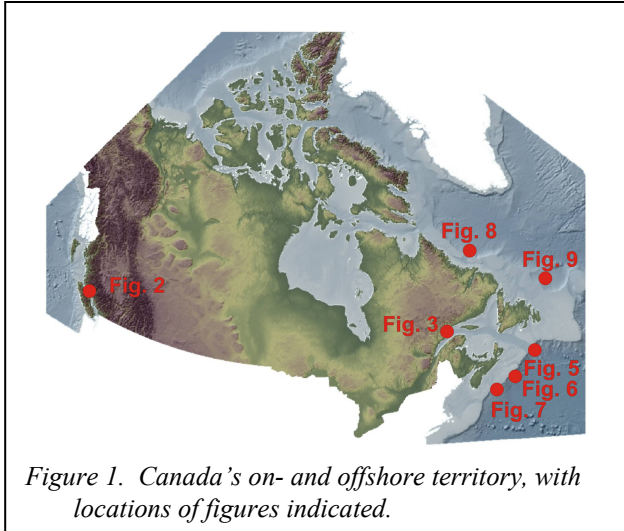 Fig. 8
Fig. 9
Fig. 2
Fig. 3
Fig. 5
Fig. 6
Fig. 7
Figure 1. Canada's on- and offshore territory, with
locations of figures indicated.